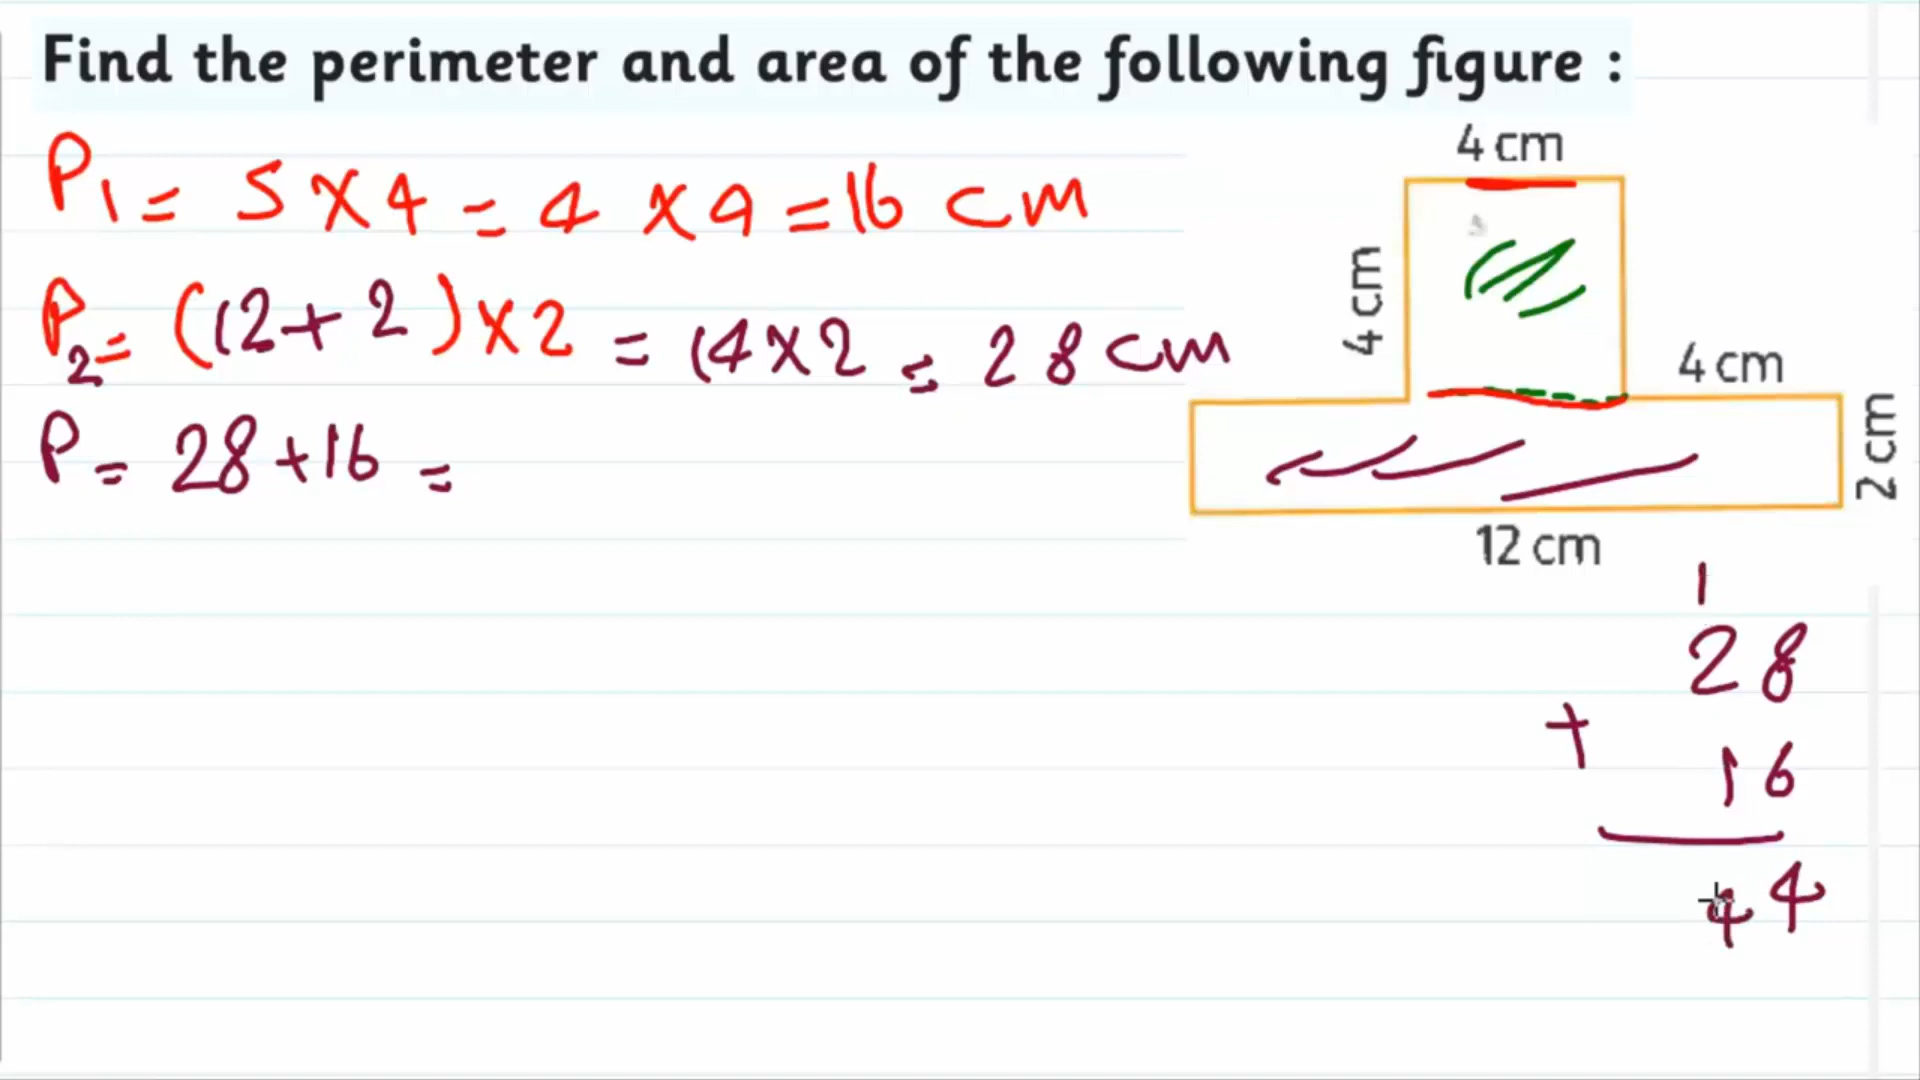 Find the perimeter and area of the following figure :
P1 = S X 4 = 4 X 4 = 16 cm
P2 = (12 + 2) X 2 = 14 X 2 = 28 cm
P = 28 + 16 =
4 cm
4 cm
4 cm
2 cm
12 cm
1
28
+
16
44